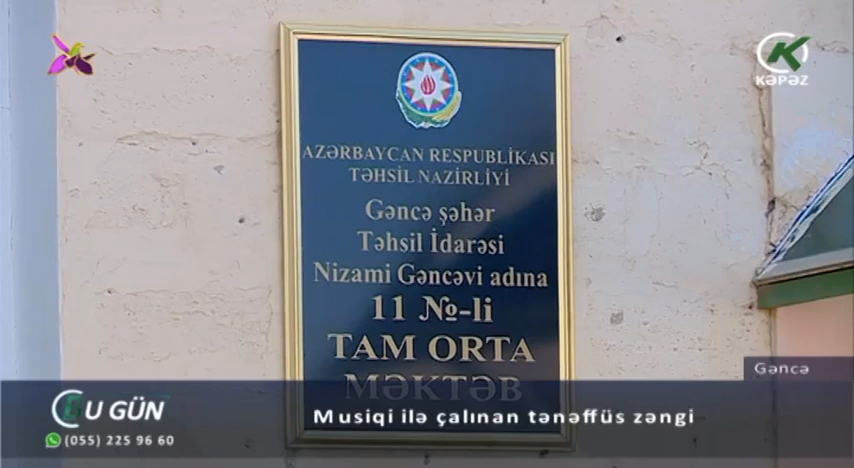 KƏPƏZ
AZƏRBAYCAN RESPUBLİKASI
TƏHSİL NAZİRLİYİ
Gəncə şəhər
Təhsil İdarəsi
Nizami Gəncəvi adına
11 №-li
TAM ORTA
MƏKTƏB
Gəncə
BU GÜN
Musiqi ilə çalınan tənəffüs zəngi
(055) 225 96 60